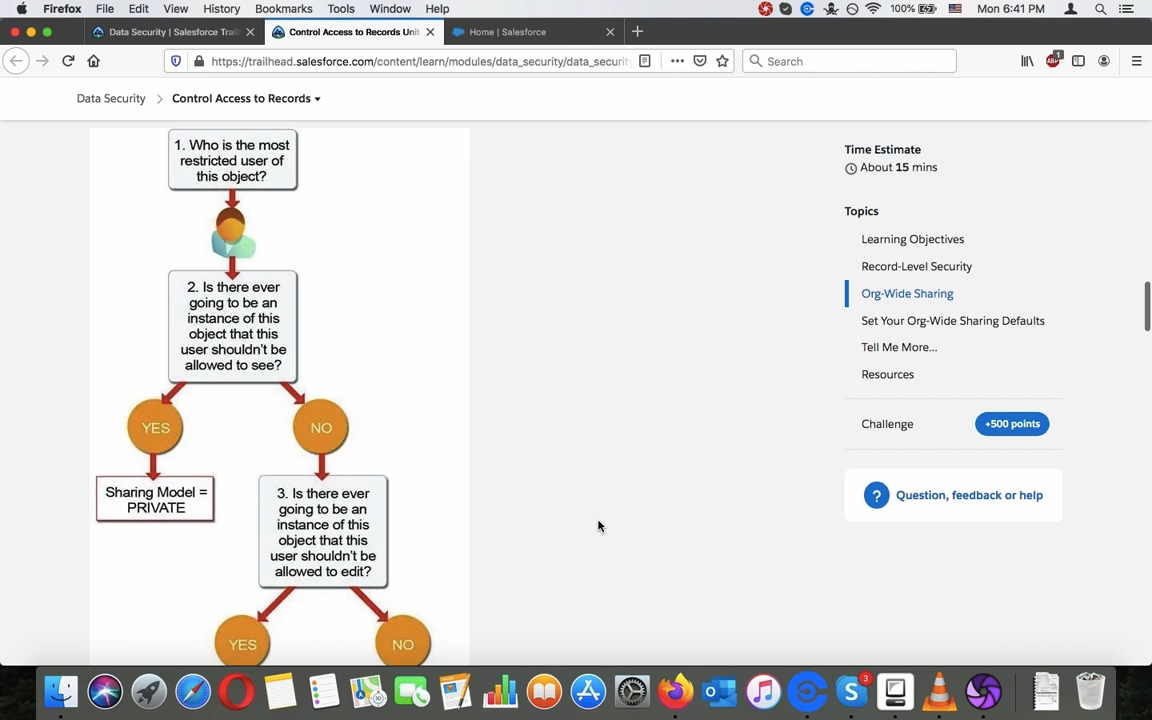 Firefox File Edit View History Bookmarks Tools Window Help 100% Mon 6:41 PM
Data Security | Salesforce Trail
Control Access to Records Unit
Home | Salesforce
https://trailhead.salesforce.com/content/learn/modules/data_security/data_securit
Search
ABP
1
Data Security > Control Access to Records
1. Who is the most
restricted user of
this object?
2. Is there ever
going to be an
instance of this
object that this
user shouldn't be
allowed to see?
YES
NO
Sharing Model =
PRIVATE
3. Is there ever
going to be an
instance of this
object that this
user shouldn't be
allowed to edit?
YES
NO
Time Estimate
About 15 mins
Topics
Learning Objectives
Record-Level Security
Org-Wide Sharing
Set Your Org-Wide Sharing Defaults
Tell Me More...
Resources
Challenge
+500 points
? Question, feedback or help
3